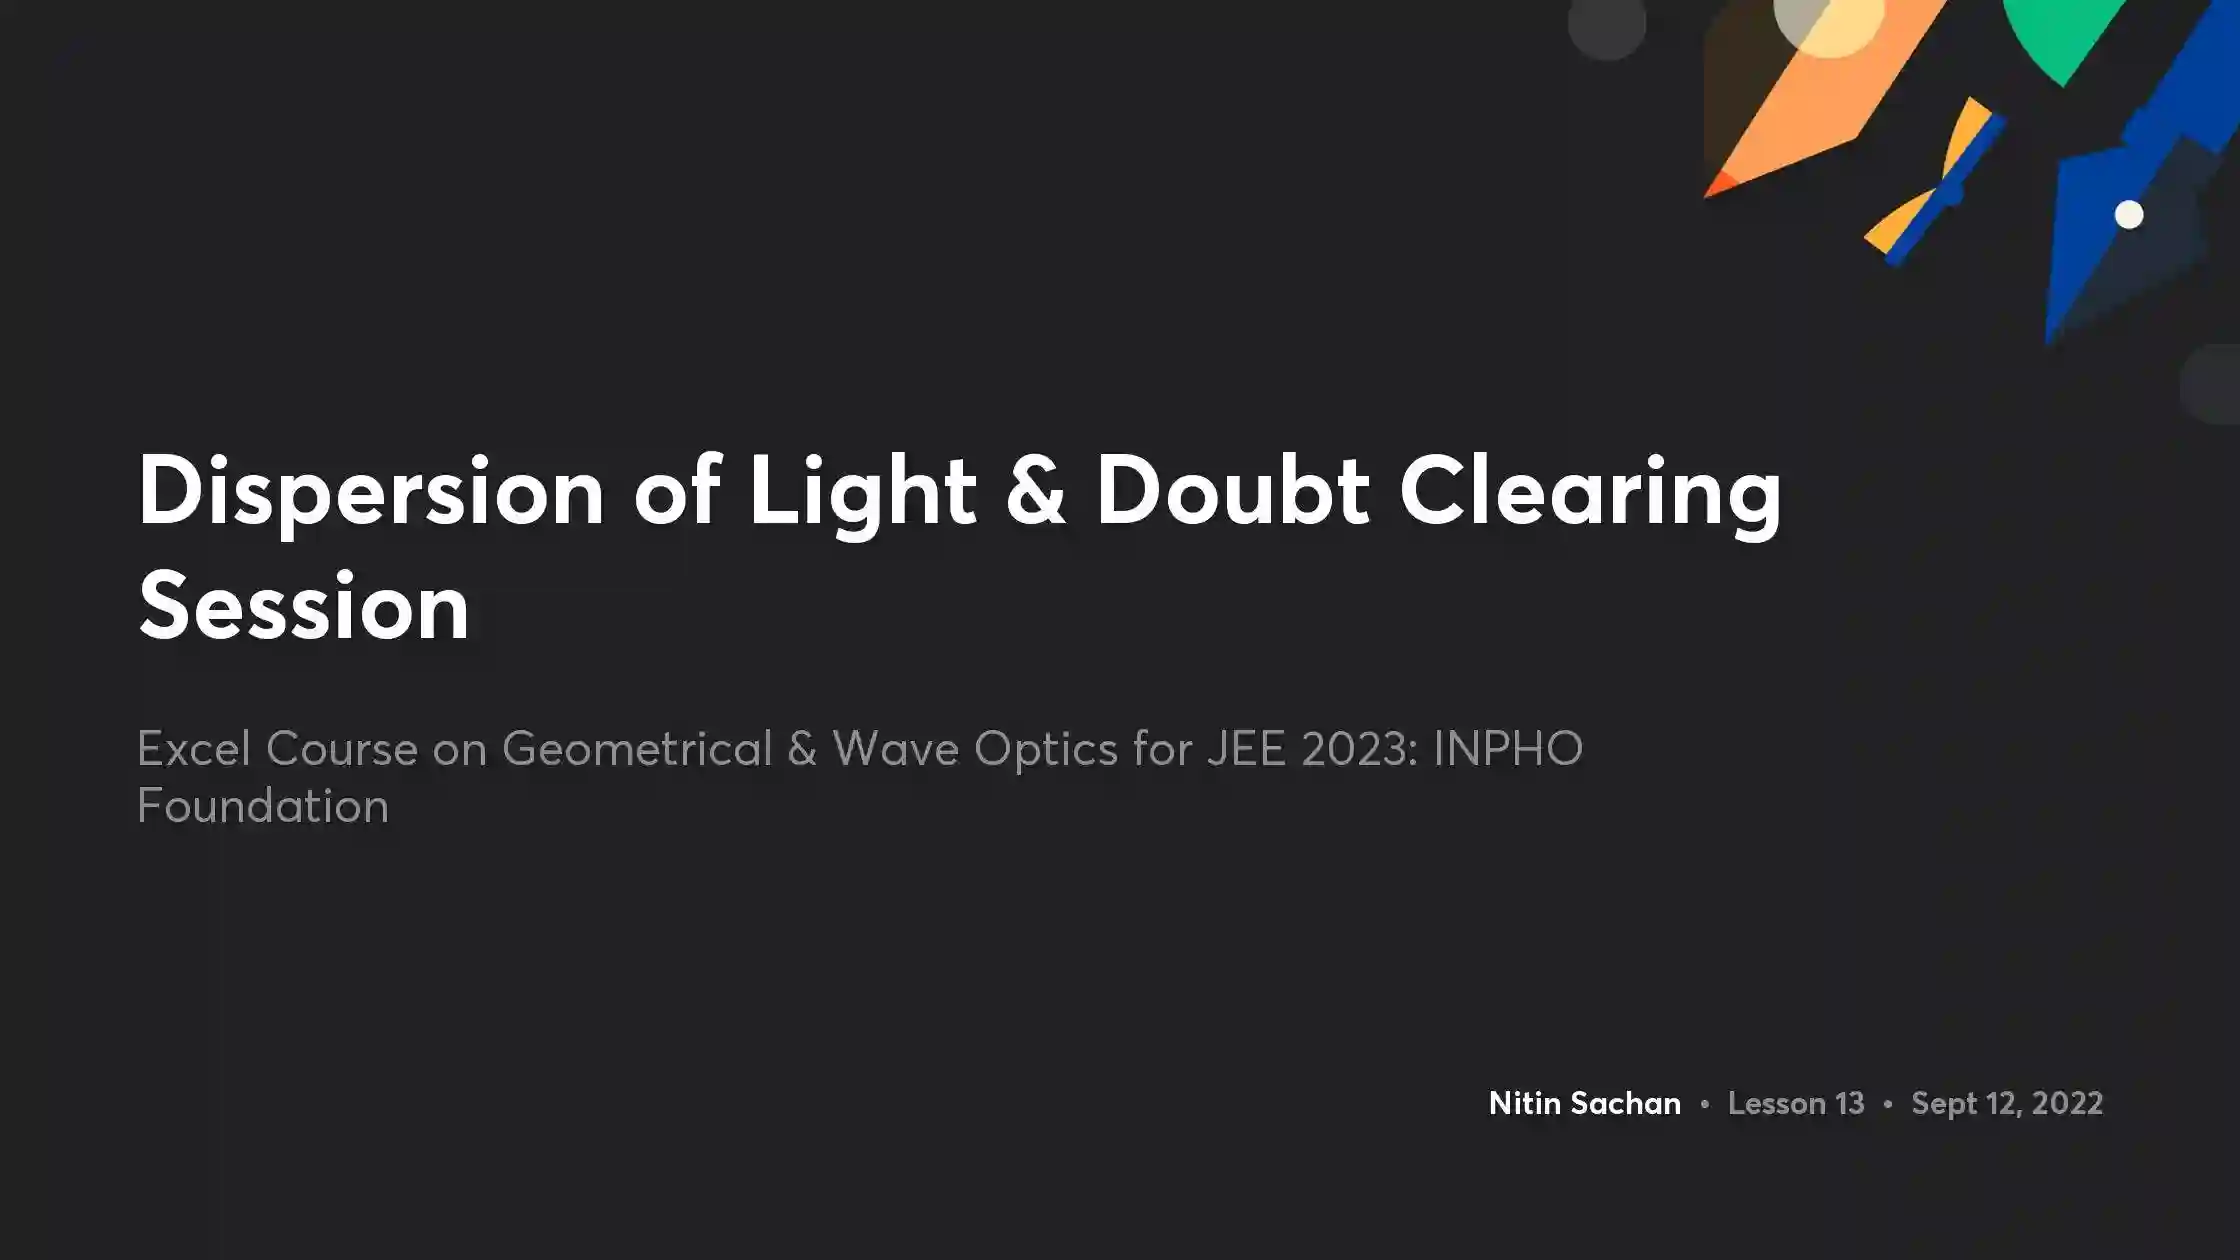 Dispersion of Light & Doubt Clearing
Session
Excel Course on Geometrical & Wave Optics for JEE 2023: INPHO
Foundation
Nitin Sachan • Lesson 13 • Sept 12, 2022